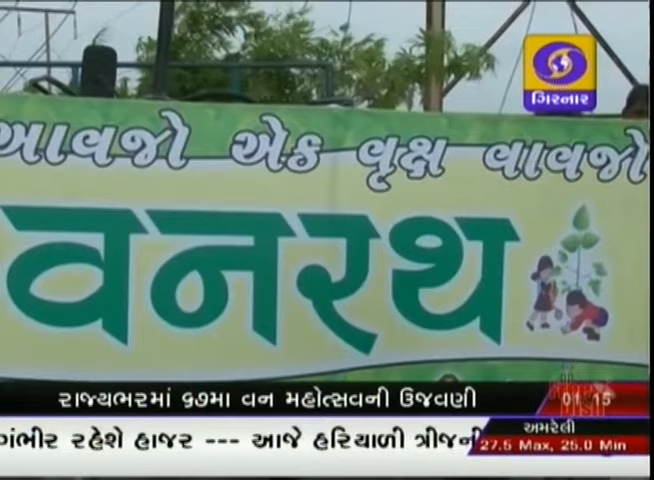 ગિરનાર
આવજો એક વૃક્ષ વાવજો
વનરથ
રાજ્યભરમાં ૬૭મા વન મહોત્સવની ઉજવણી
01 15
અમરેલી
ગંભીર રહેશે હાજર --- આજે હરિયાળી ત્રીજની
27.5 Max, 25.0 Min